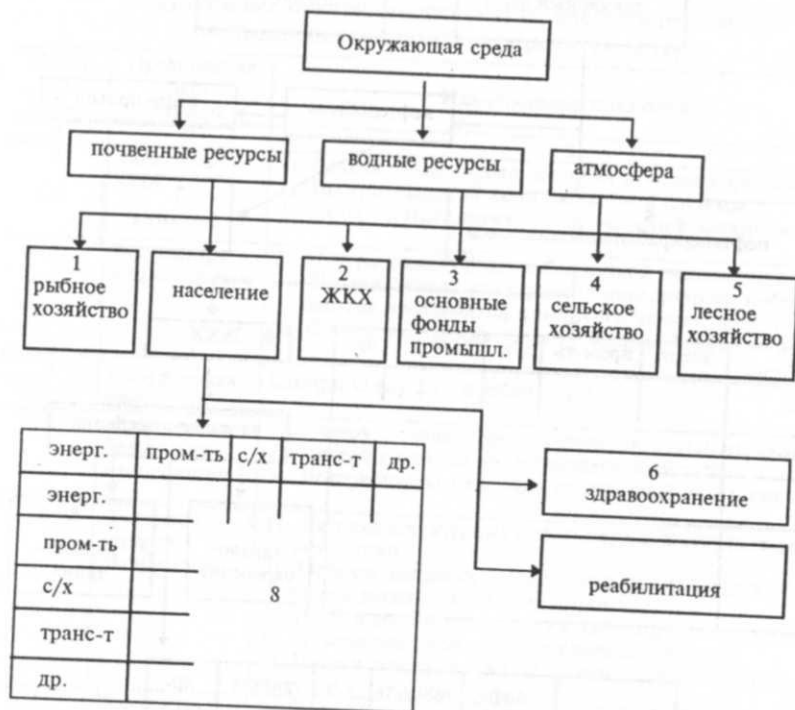 Окружающая среда
почвенные ресурсы
водные ресурсы
атмосфера
1
рыбное
хозяйство
население
2
ЖКХ
3
основные
фонды
промышл.
4
сельское
хозяйство
5
лесное
хозяйство
энерг. пром-ть с/х транс-т др.
энерг.
пром-ть
с/х
8
транс-т
др.
6
здравоохранение
реабилитация